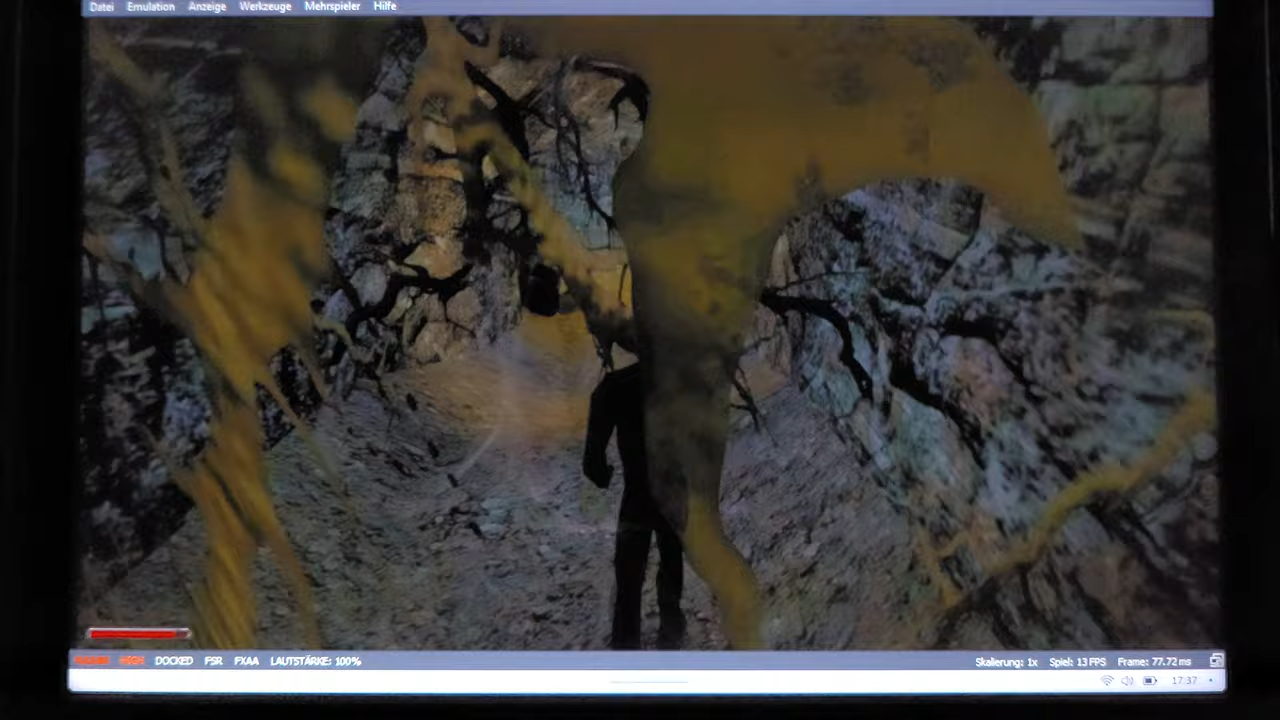 Datei Emulation Anzeige Werkzeuge Mehrspieler Hilfe
DOCKED FSR FXAA LAUTSTÄRKE: 100% Skalierung: 1x Spiel: 13 FPS Frame: 77.72 ms
17:37